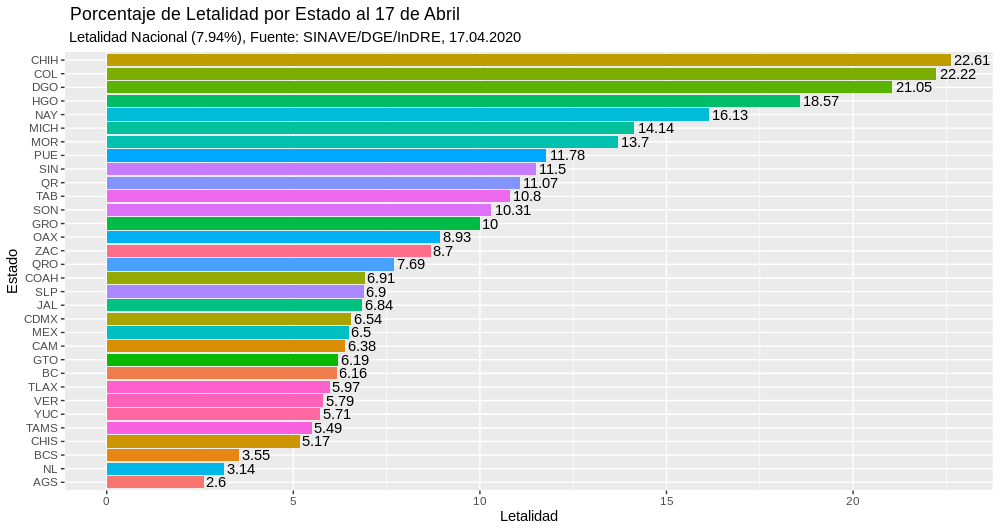 Porcentaje de Letalidad por Estado al 17 de Abril
Letalidad Nacional (7.94%), Fuente: SINAVE/DGE/InDRE, 17.04.2020
Estado
CHIH 22.61
COL 22.22
DGO 21.05
HGO 18.57
NAY 16.13
MICH 14.14
MOR 13.7
PUE 11.78
SIN 11.5
QR 11.07
TAB 10.8
SON 10.31
GRO 10
OAX 8.93
ZAC 8.7
QRO 7.69
COAH 6.91
SLP 6.9
JAL 6.84
CDMX 6.54
MEX 6.5
CAM 6.38
GTO 6.19
BC 6.16
TLAX 5.97
VER 5.79
YUC 5.71
TAMS 5.49
CHIS 5.17
BCS 3.55
NL 3.14
AGS 2.6
0 5 10 15 20
Letalidad